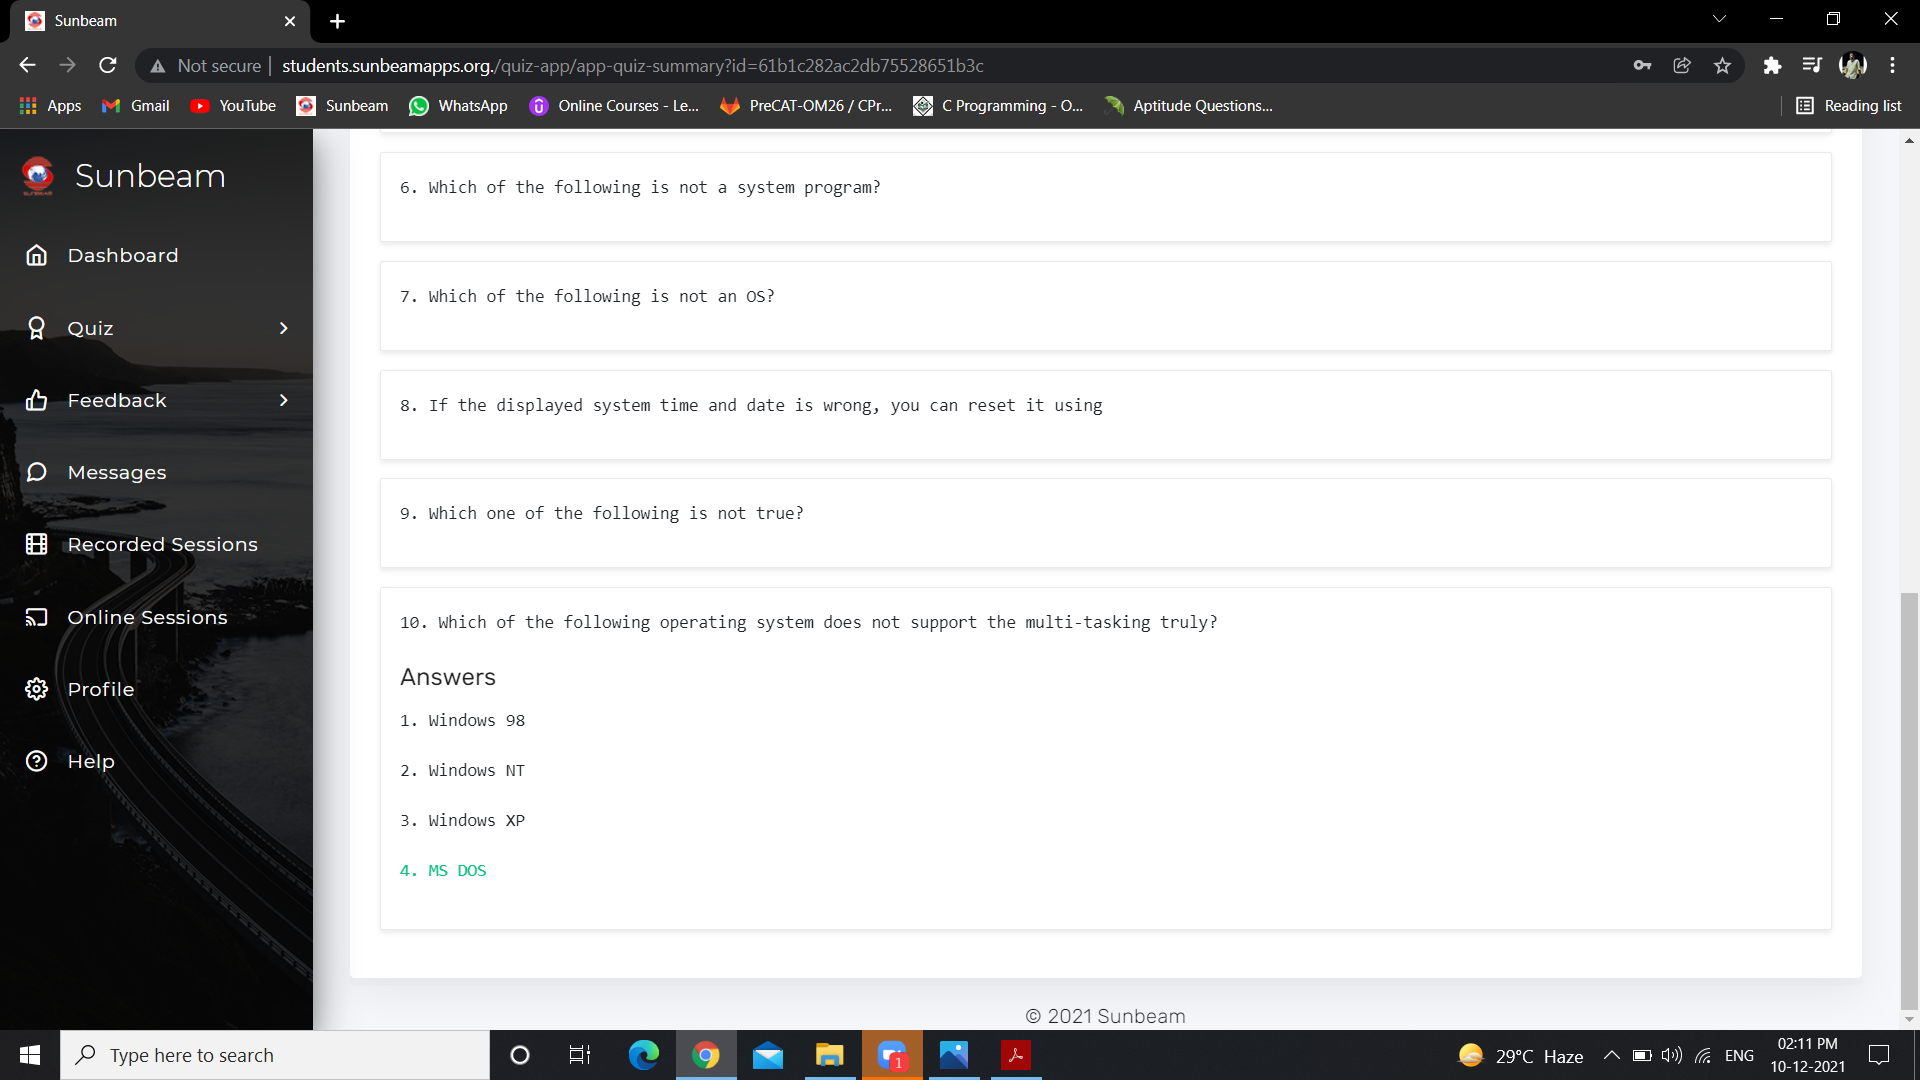 Sunbeam
Not secure
students.sunbeamapps.org./quiz-app/app-quiz-summary?id=61b1c282ac2db75528651b3c
Apps
Gmail
YouTube
Sunbeam
WhatsApp
Online Courses - Le...
PreCAT-OM26 / CPr...
C Programming - O...
Aptitude Questions...
Reading list
Sunbeam
Dashboard
Quiz
Feedback
Messages
Recorded Sessions
Online Sessions
Profile
Help
6. Which of the following is not a system program?
7. Which of the following is not an OS?
8. If the displayed system time and date is wrong, you can reset it using
9. Which one of the following is not true?
10. Which of the following operating system does not support the multi-tasking truly?
Answers
1. Windows 98
2. Windows NT
3. Windows XP
4. MS DOS
© 2021 Sunbeam
Type here to search
1
29°C Haze
ENG
02:11 PM
10-12-2021